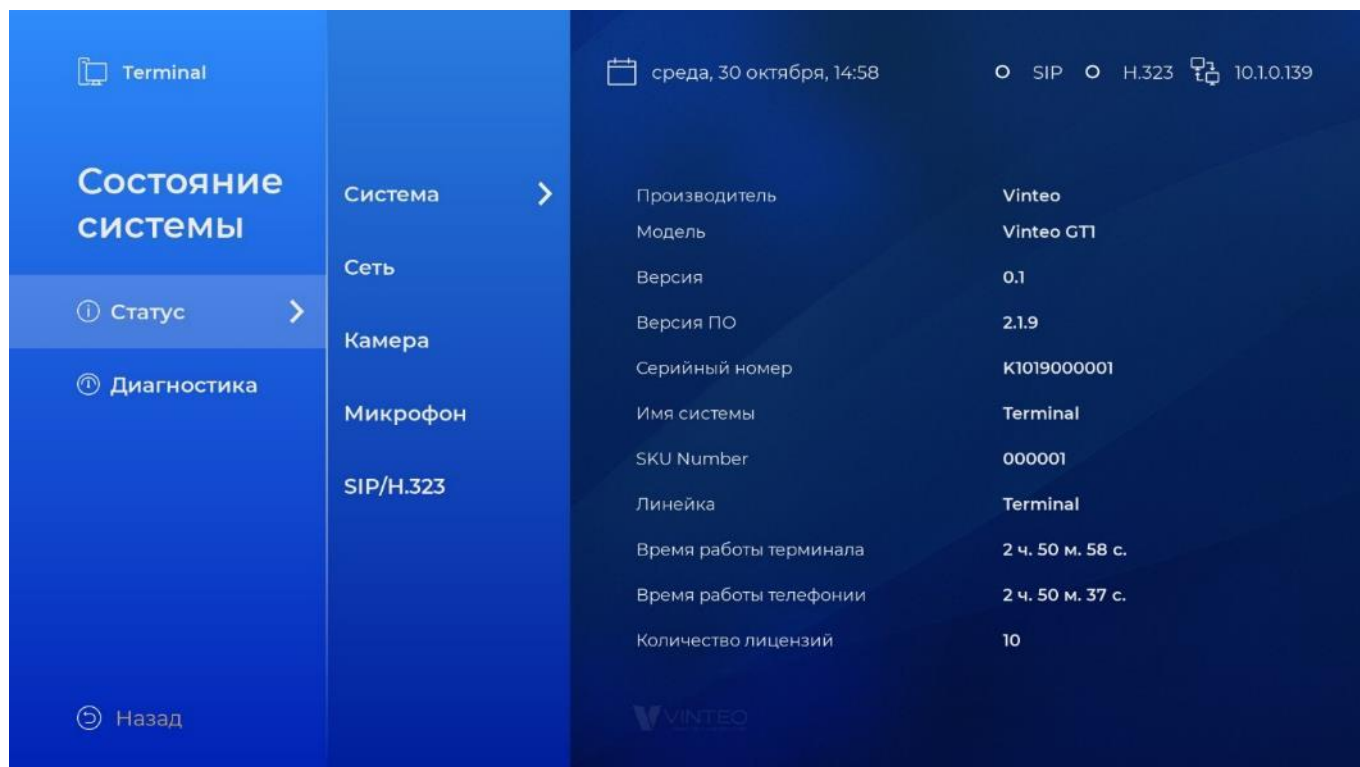 Terminal
среда, 30 октября, 14:58
SIP
H.323
10.1.0.139
Состояние
системы
Статус
Диагностика
Назад
Система
Сеть
Камера
Микрофон
SIP/H.323
Производитель Vinteo
Модель Vinteo GT1
Версия 0.1
Версия ПО 2.1.9
Серийный номер K1019000001
Имя системы Terminal
SKU Number 000001
Линейка Terminal
Время работы терминала 2 ч. 50 м. 58 с.
Время работы телефонии 2 ч. 50 м. 37 с.
Количество лицензий 10
VINTEO